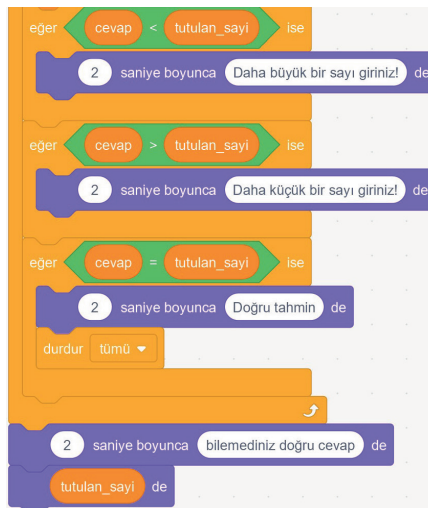 eğer cevap < tutulan_sayi ise
2 saniye boyunca Daha büyük bir sayı giriniz! de
eğer cevap > tutulan_sayi ise
2 saniye boyunca Daha küçük bir sayı giriniz! de
eğer cevap = tutulan_sayi ise
2 saniye boyunca Doğru tahmin de
durdur tümü
2 saniye boyunca bilemediniz doğru cevap de
tutulan_sayi de